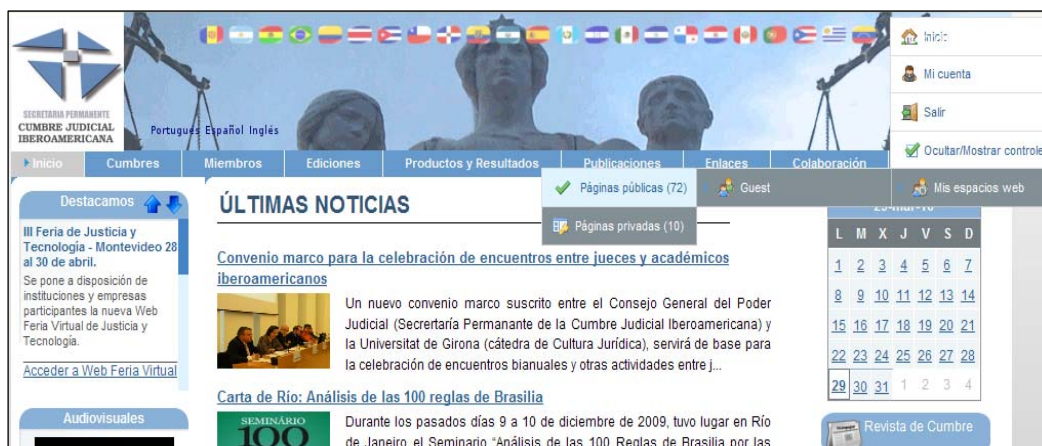 SECRETARIA PERMANENTE
CUMBRE JUDICIAL
IBEROAMERICANA
Portugués Español Inglés
Inicio
Mi cuenta
Salir
Ocultar/Mostrar controle
Inicio Cumbres Miembros Ediciones Productos y Resultados Publicaciones Enlaces Colaboración
Páginas públicas (72) Guest Mis espacios web
Páginas privadas (10)
Destacamos
III Feria de Justicia y
Tecnología - Montevideo 28
al 30 de abril.
Se pone a disposición de
instituciones y empresas
participantes la nueva Web
Feria Virtual de Justicia y
Tecnología.
Acceder a Web Feria Virtual
Audiovisuales
ÚLTIMAS NOTICIAS
Convenio marco para la celebración de encuentros entre jueces y académicos
iberoamericanos
Un nuevo convenio marco suscrito entre el Consejo General del Poder
Judicial (Secrertaría Permanante de la Cumbre Judicial Iberoamericana) y
la Universitat de Girona (cátedra de Cultura Jurídica), servirá de base para
la celebración de encuentros bianuales y otras actividades entre j...
Carta de Río: Análisis de las 100 reglas de Brasilia
SEMINÁRIO
100
Durante los pasados días 9 a 10 de diciembre de 2009, tuvo lugar en Río
de Janeiro el Seminario "Análisis de las 100 Reglas de Brasilia por las
L M X J V S D
1 2 3 4 5 6 7
8 9 10 11 12 13 14
15 16 17 18 19 20 21
22 23 24 25 26 27 28
29 30 31 1 2 3 4
Revista de Cumbre